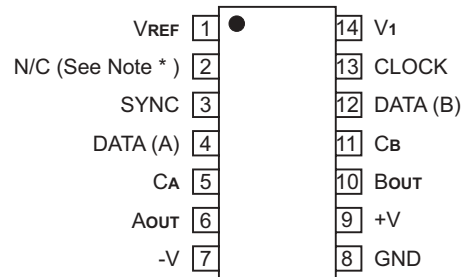 VREF 1 14 V1
N/C (See Note * ) 2 13 CLOCK
SYNC 3 12 DATA (B)
DATA (A) 4 11 CB
CA 5 10 BOUT
AOUT 6 9 +V
-V 7 8 GND